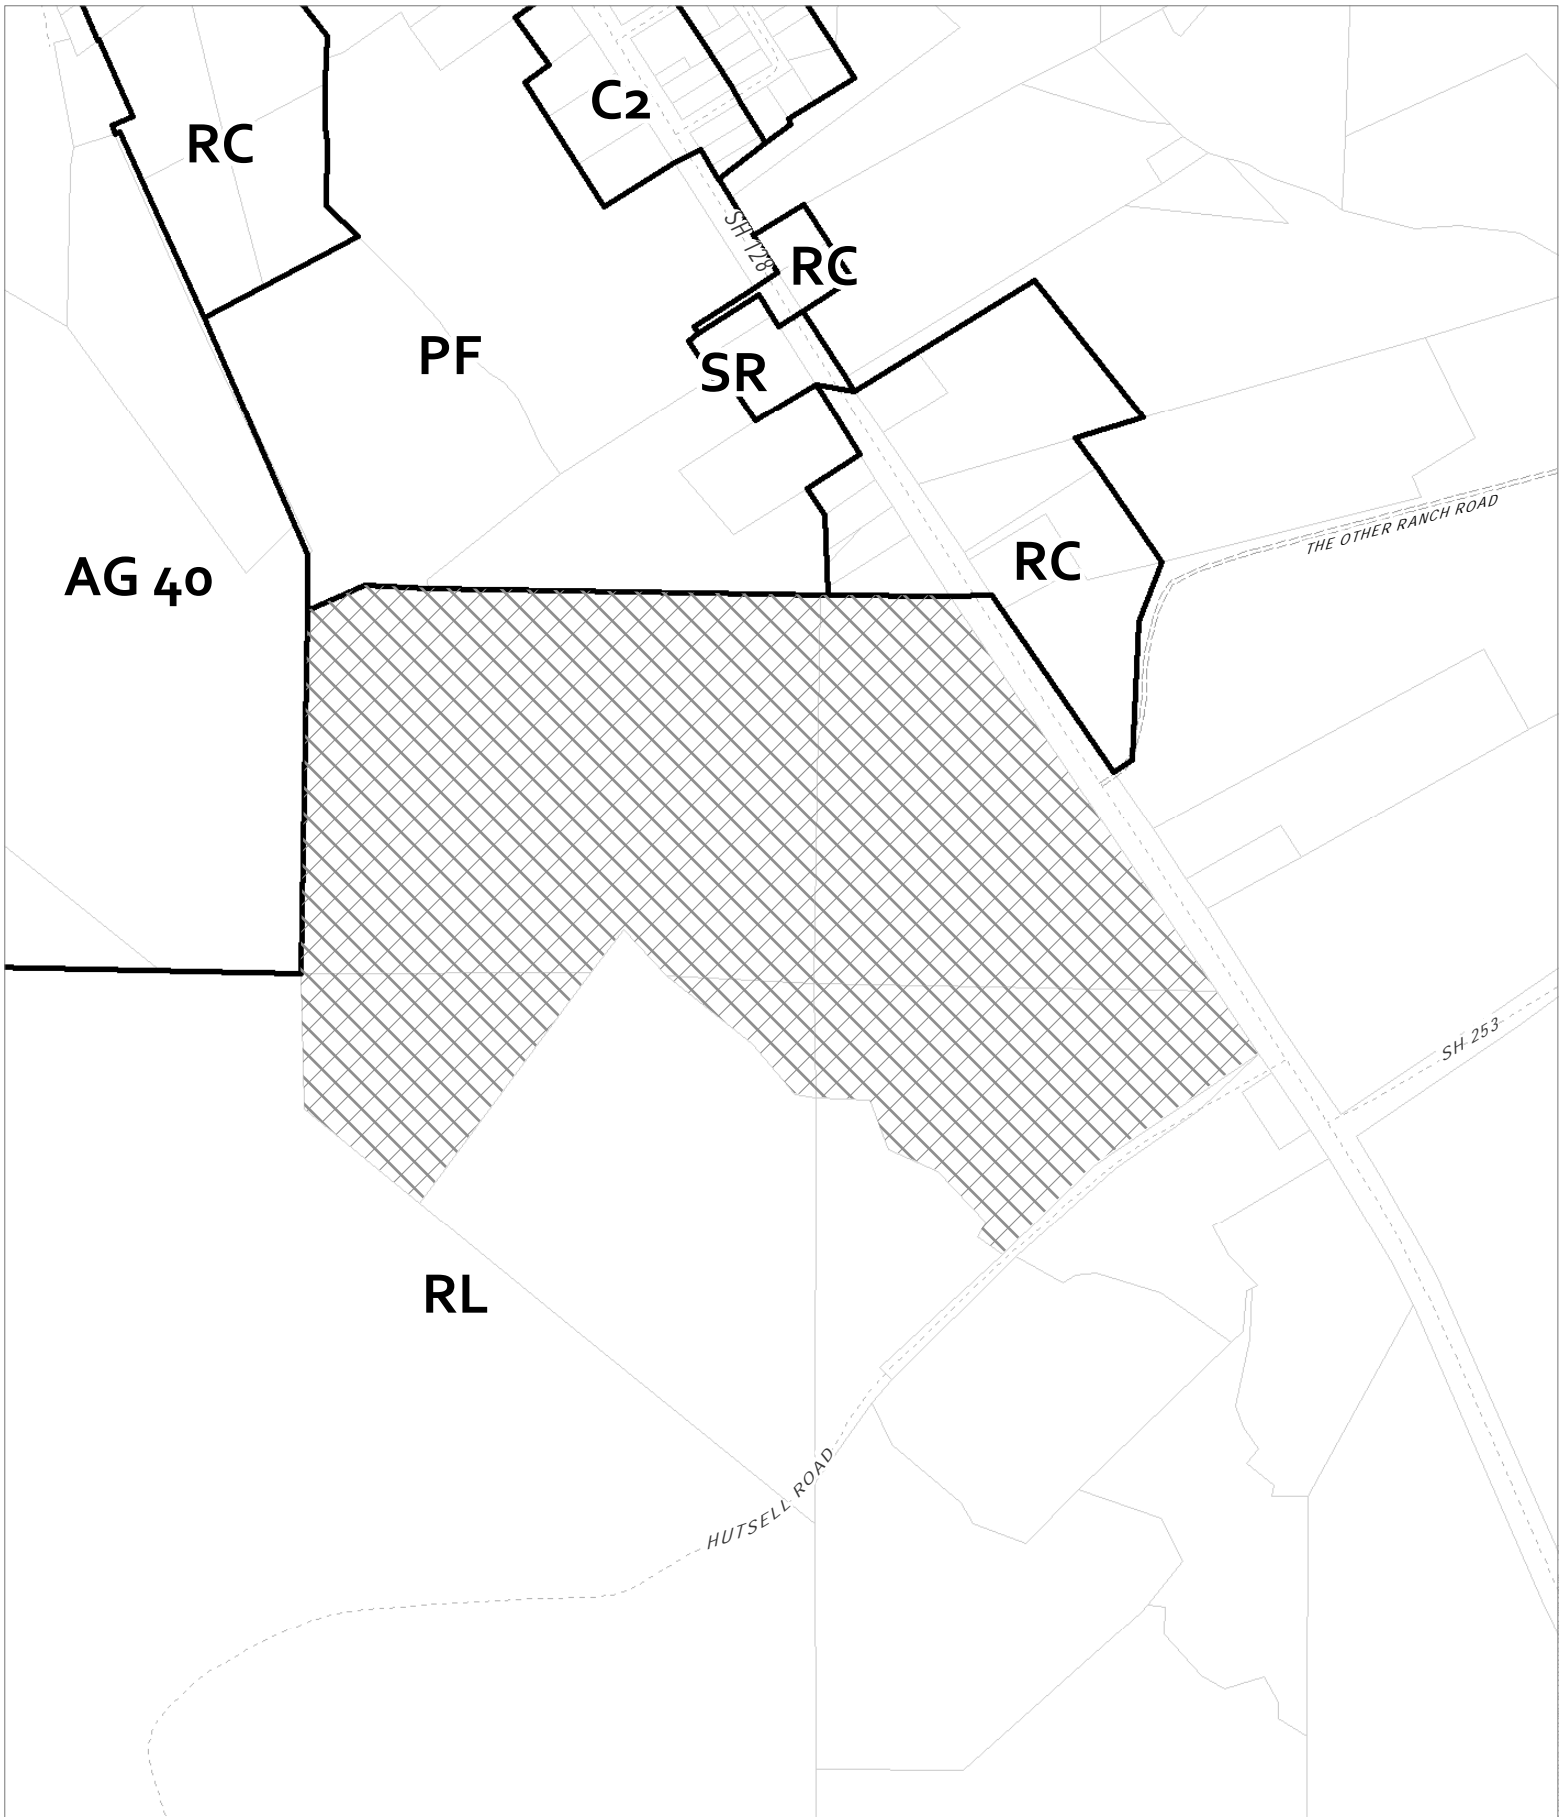 C2
RC
SH 128
RC
PF
SR
THE OTHER RANCH ROAD
RC
AG 40
SH 253
RL
HUTSELL ROAD